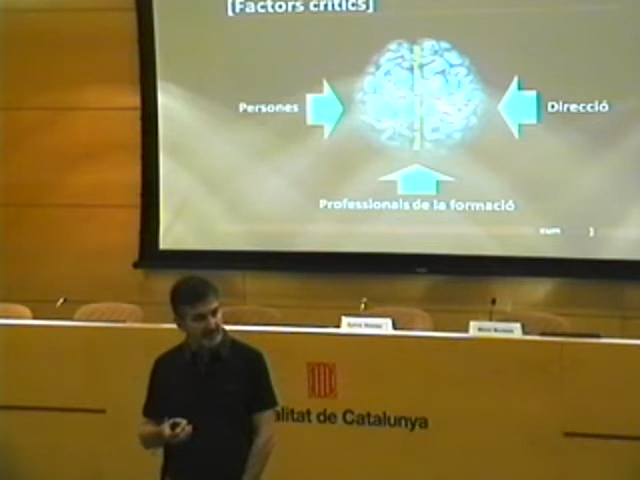 [Factors crítics]
Persones
Direcció
Professionals de la formació
alitat de Catalunya